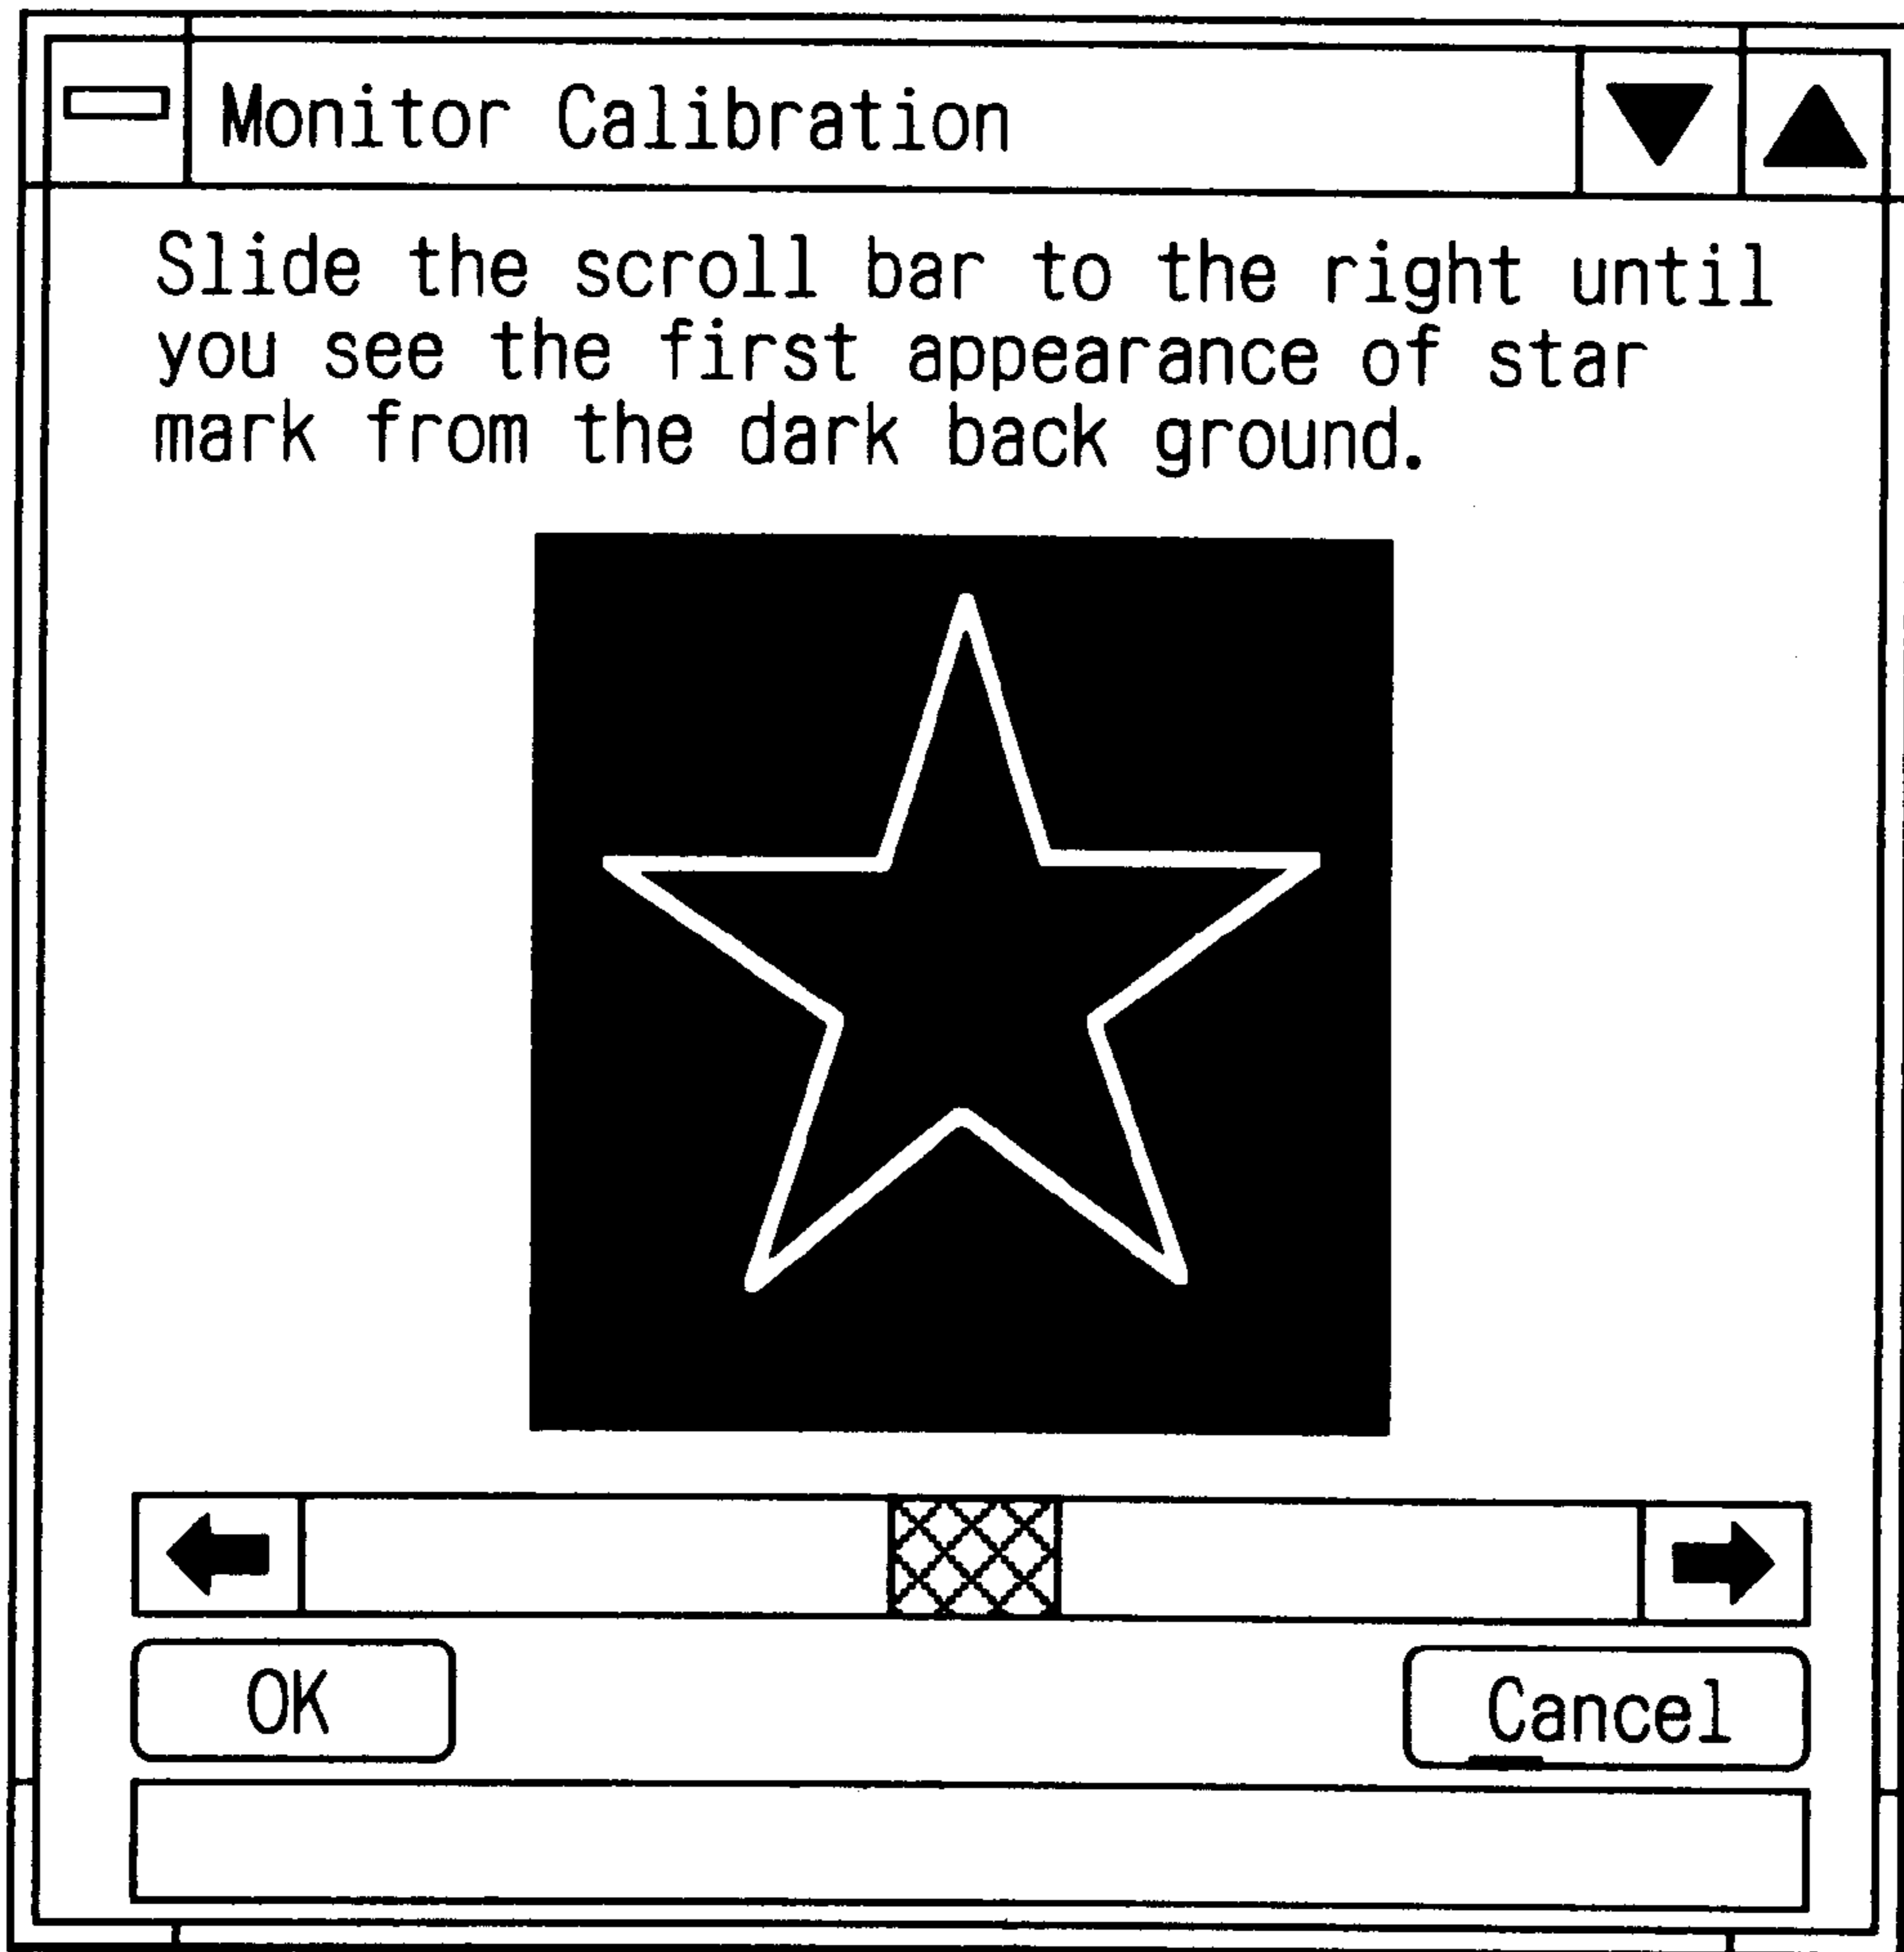 Monitor Calibration
Slide the scroll bar to the right until
you see the first appearance of star
mark from the dark back ground.
OK
Cancel